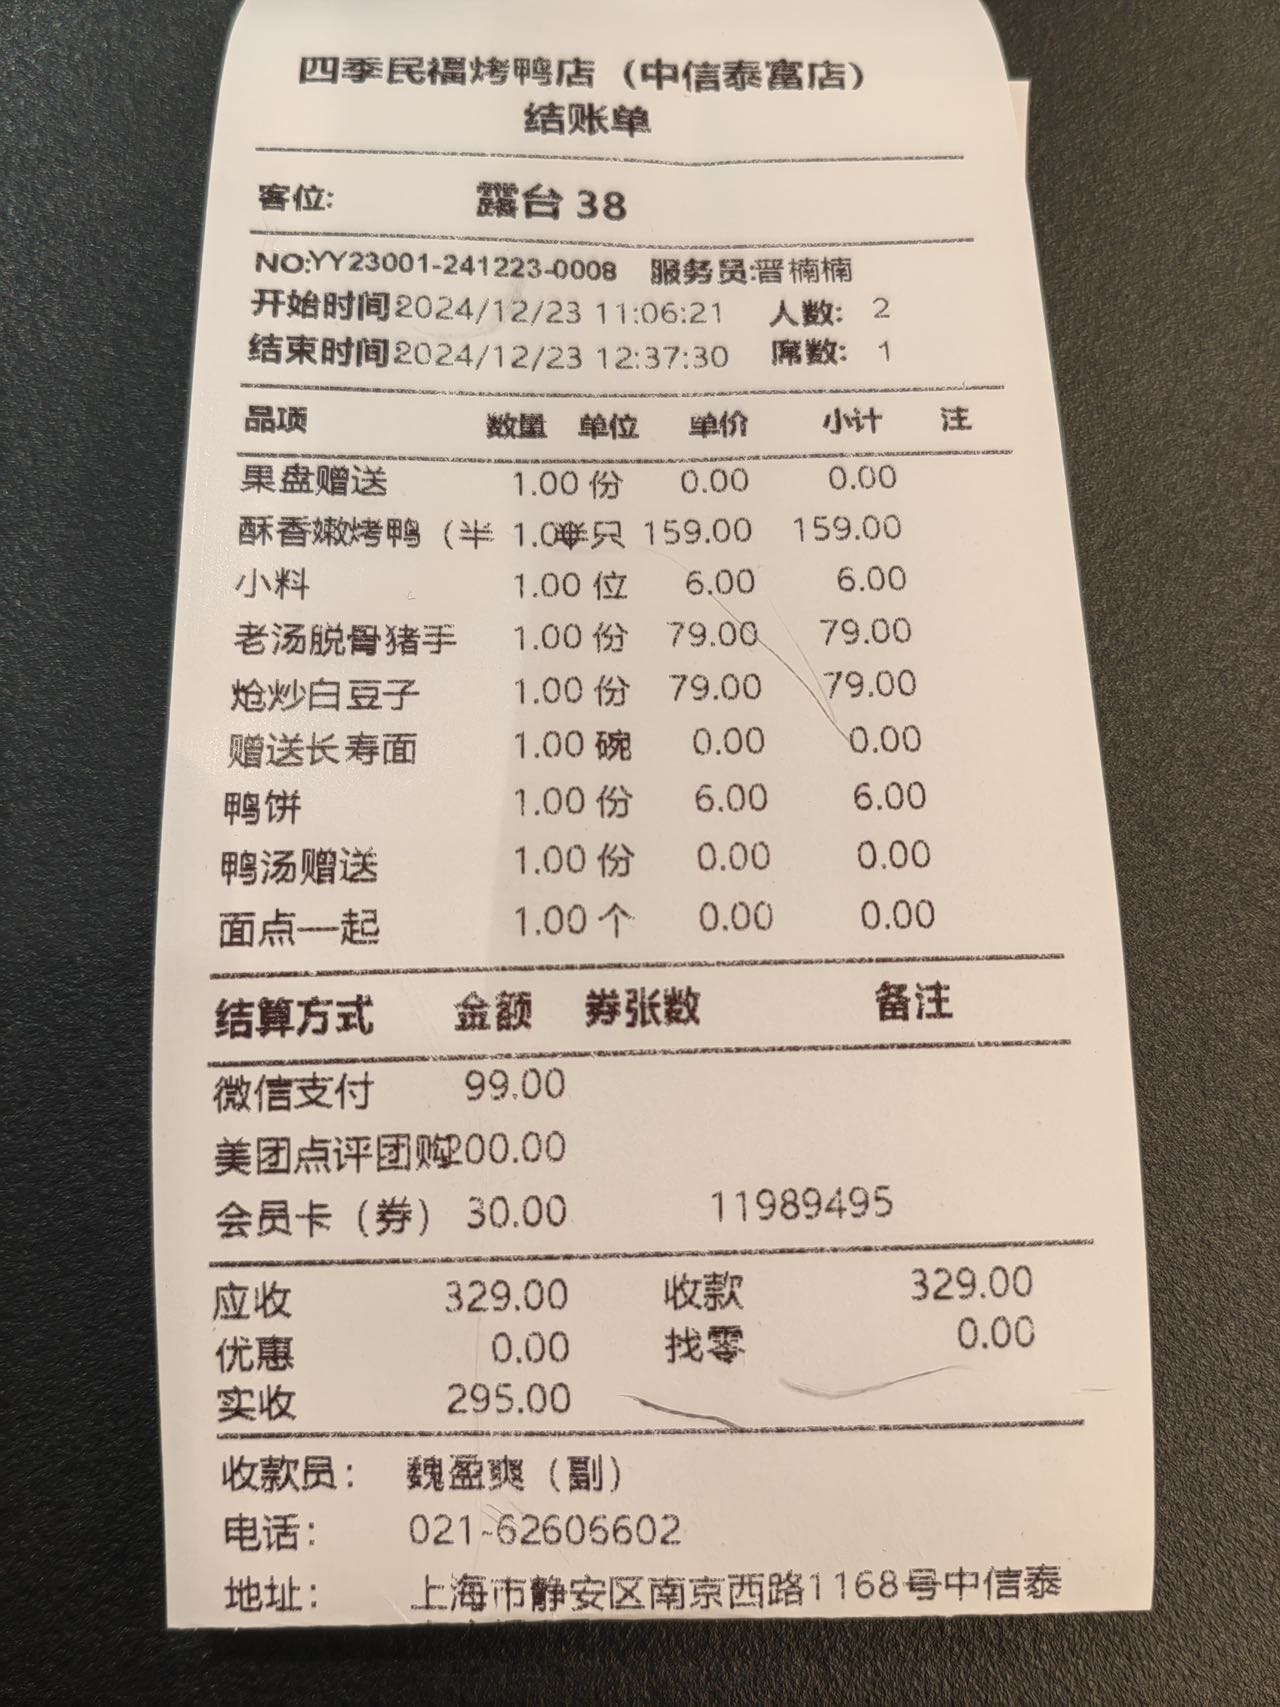 四季民福烤鸭店（中信泰富店）
结账单
客位: 露台 38
NO:YY23001-241223-0008 服务员:晋楠楠
开始时间 2024/12/23 11:06:21 人数: 2
结束时间 2024/12/23 12:37:30 席数: 1
品项 数量 单位 单价 小计 注
果盘赠送 1.00 份 0.00 0.00
酥香嫩烤鸭（半 1.00 半只 159.00 159.00
小料 1.00 位 6.00 6.00
老汤脱骨猪手 1.00 份 79.00 79.00
炝炒白豆子 1.00 份 79.00 79.00
赠送长寿面 1.00 碗 0.00 0.00
鸭饼 1.00 份 6.00 6.00
鸭汤赠送 1.00 份 0.00 0.00
面点一起 1.00 个 0.00 0.00
结算方式 金额 券张数 备注
微信支付 99.00
美团点评团购 200.00
会员卡（券） 30.00 11989495
应收 329.00 收款 329.00
优惠 0.00 找零 0.00
实收 295.00
收款员: 魏盈爽（副）
电话: 021-62606602
地址: 上海市静安区南京西路1168号中信泰